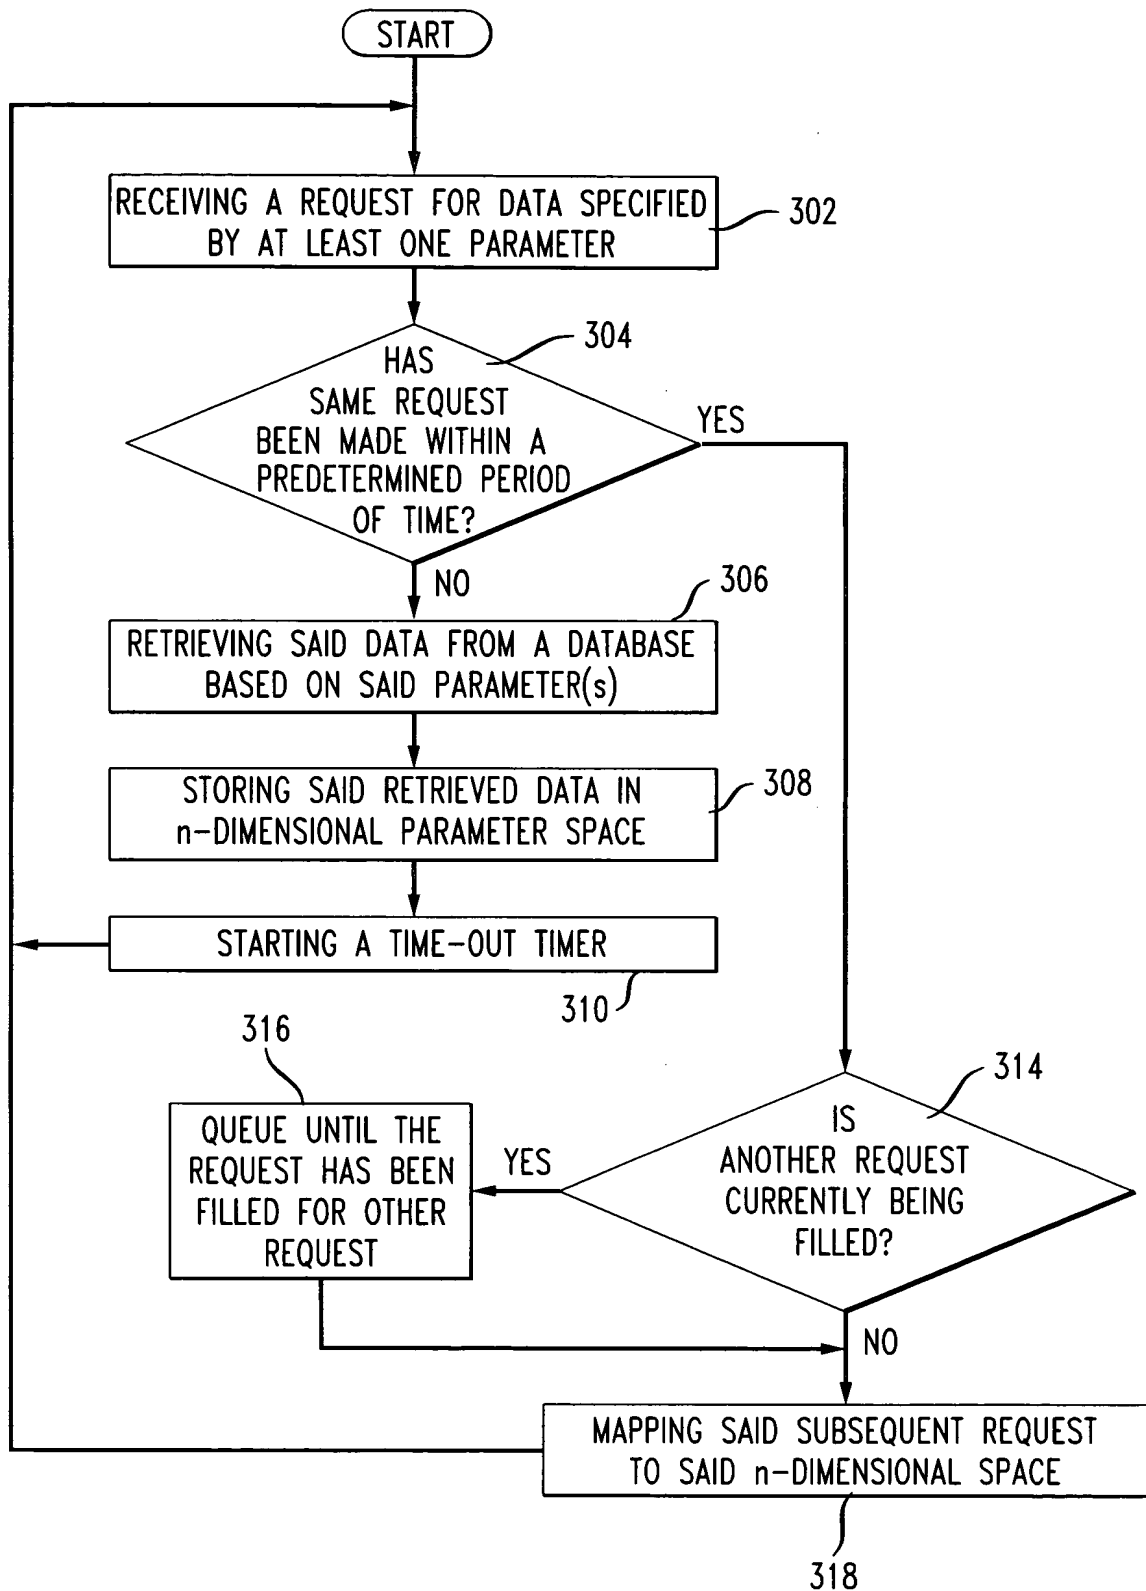 START
RECEIVING A REQUEST FOR DATA SPECIFIED
BY AT LEAST ONE PARAMETER
302
304
HAS
SAME REQUEST
BEEN MADE WITHIN A
PREDETERMINED PERIOD
OF TIME?
YES
NO
306
RETRIEVING SAID DATA FROM A DATABASE
BASED ON SAID PARAMETER(s)
STORING SAID RETRIEVED DATA IN
n-DIMENSIONAL PARAMETER SPACE
308
STARTING A TIME-OUT TIMER
310
316
314
QUEUE UNTIL THE
REQUEST HAS BEEN
FILLED FOR OTHER
REQUEST
YES
IS
ANOTHER REQUEST
CURRENTLY BEING
FILLED?
NO
MAPPING SAID SUBSEQUENT REQUEST
TO SAID n-DIMENSIONAL SPACE
318